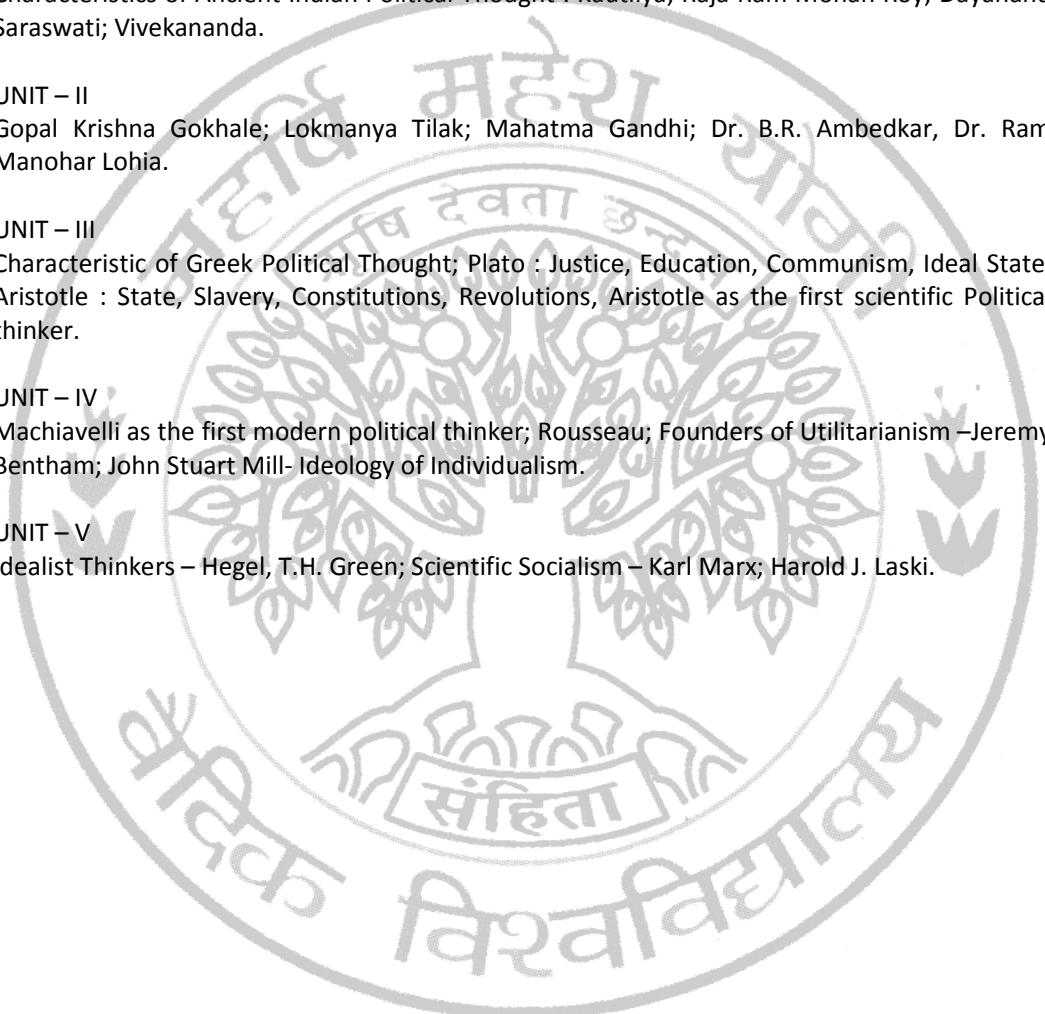 Saraswati; Vivekananda.
UNIT – II
Gopal Krishna Gokhale; Lokmanya Tilak; Mahatma Gandhi; Dr. B.R. Ambedkar, Dr. Ram
Manohar Lohia.
UNIT – III
Characteristic of Greek Political Thought; Plato : Justice, Education, Communism, Ideal State
Aristotle : State, Slavery, Constitutions, Revolutions, Aristotle as the first scientific Politica
thinker.
UNIT – IV
Machiavelli as the first modern political thinker; Rousseau; Founders of Utilitarianism –Jeremy
Bentham; John Stuart Mill- Ideology of Individualism.
UNIT – V
dealist Thinkers – Hegel, T.H. Green; Scientific Socialism – Karl Marx; Harold J. Laski.
महर्षि महेश योगी
ऋषि देवता छन्दस्
संहिता
वैदिक विश्वविद्यालय